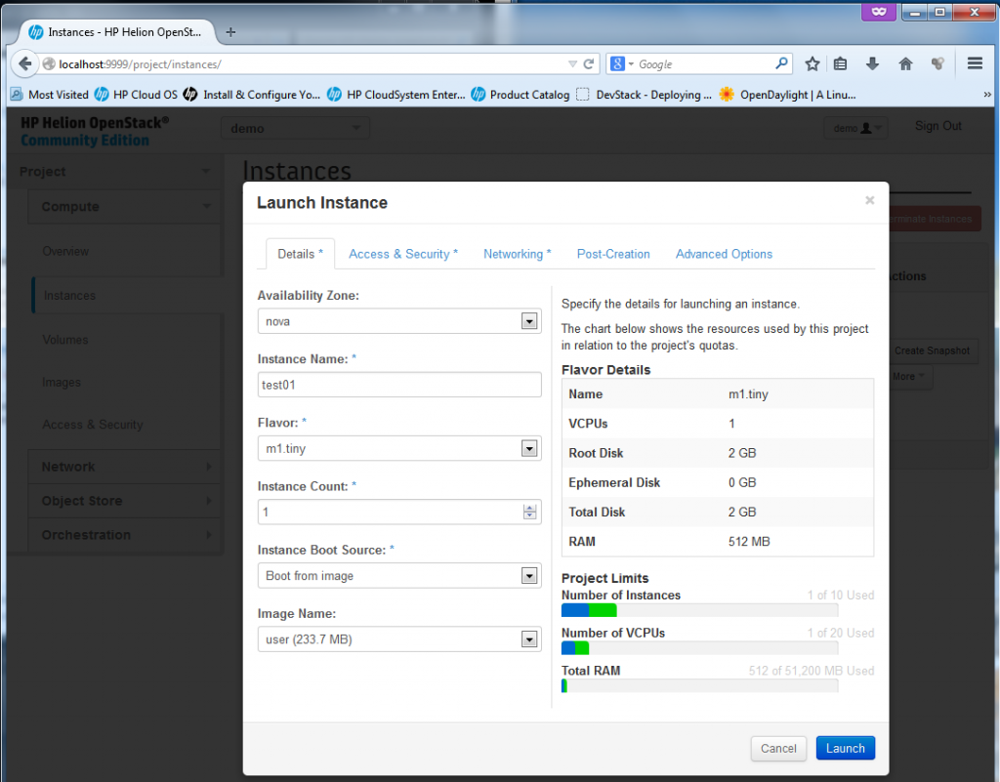 Instances - HP Helion OpenSt...
localhost:9999/project/instances/
Google
Most Visited HP Cloud OS Install & Configure Yo... HP CloudSystem Enter... Product Catalog DevStack - Deploying ... OpenDaylight | A Linu... »
HP Helion OpenStack®
Community Edition
demo
demo
Sign Out
Project
Compute
Overview
Instances
Volumes
Images
Access & Security
Network
Object Store
Orchestration
Instances
Launch Instance
×
Details * Access & Security * Networking * Post-Creation Advanced Options
Availability Zone:
nova
Instance Name: *
test01
Flavor: *
m1.tiny
Instance Count: *
1
Instance Boot Source: *
Boot from image
Image Name:
user (233.7 MB)
Specify the details for launching an instance.
The chart below shows the resources used by this project
in relation to the project's quotas.
Flavor Details
Name m1.tiny
VCPUs 1
Root Disk 2 GB
Ephemeral Disk 0 GB
Total Disk 2 GB
RAM 512 MB
Project Limits
Number of Instances 1 of 10 Used
Number of VCPUs 1 of 20 Used
Total RAM 512 of 51,200 MB Used
Cancel Launch
erminate Instances
ctions
Create Snapshot
More